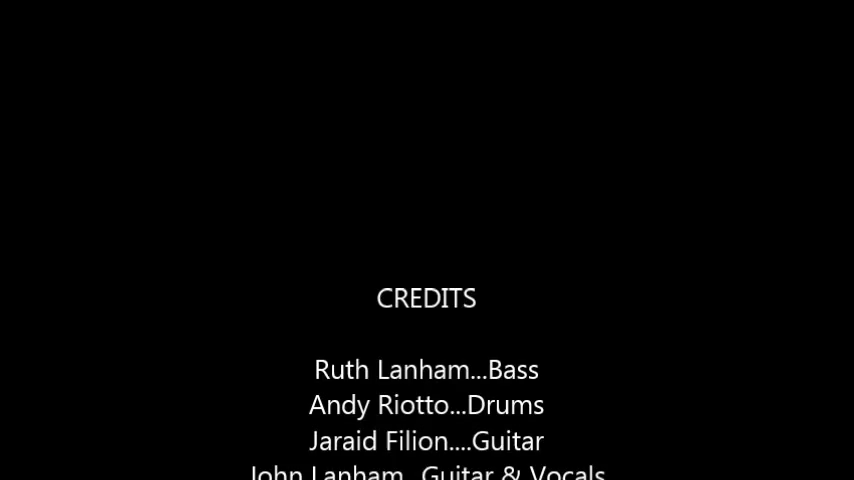 CREDITS
Ruth Lanham...Bass
Andy Riotto...Drums
Jaraid Filion....Guitar
John Lanham...Guitar & Vocals